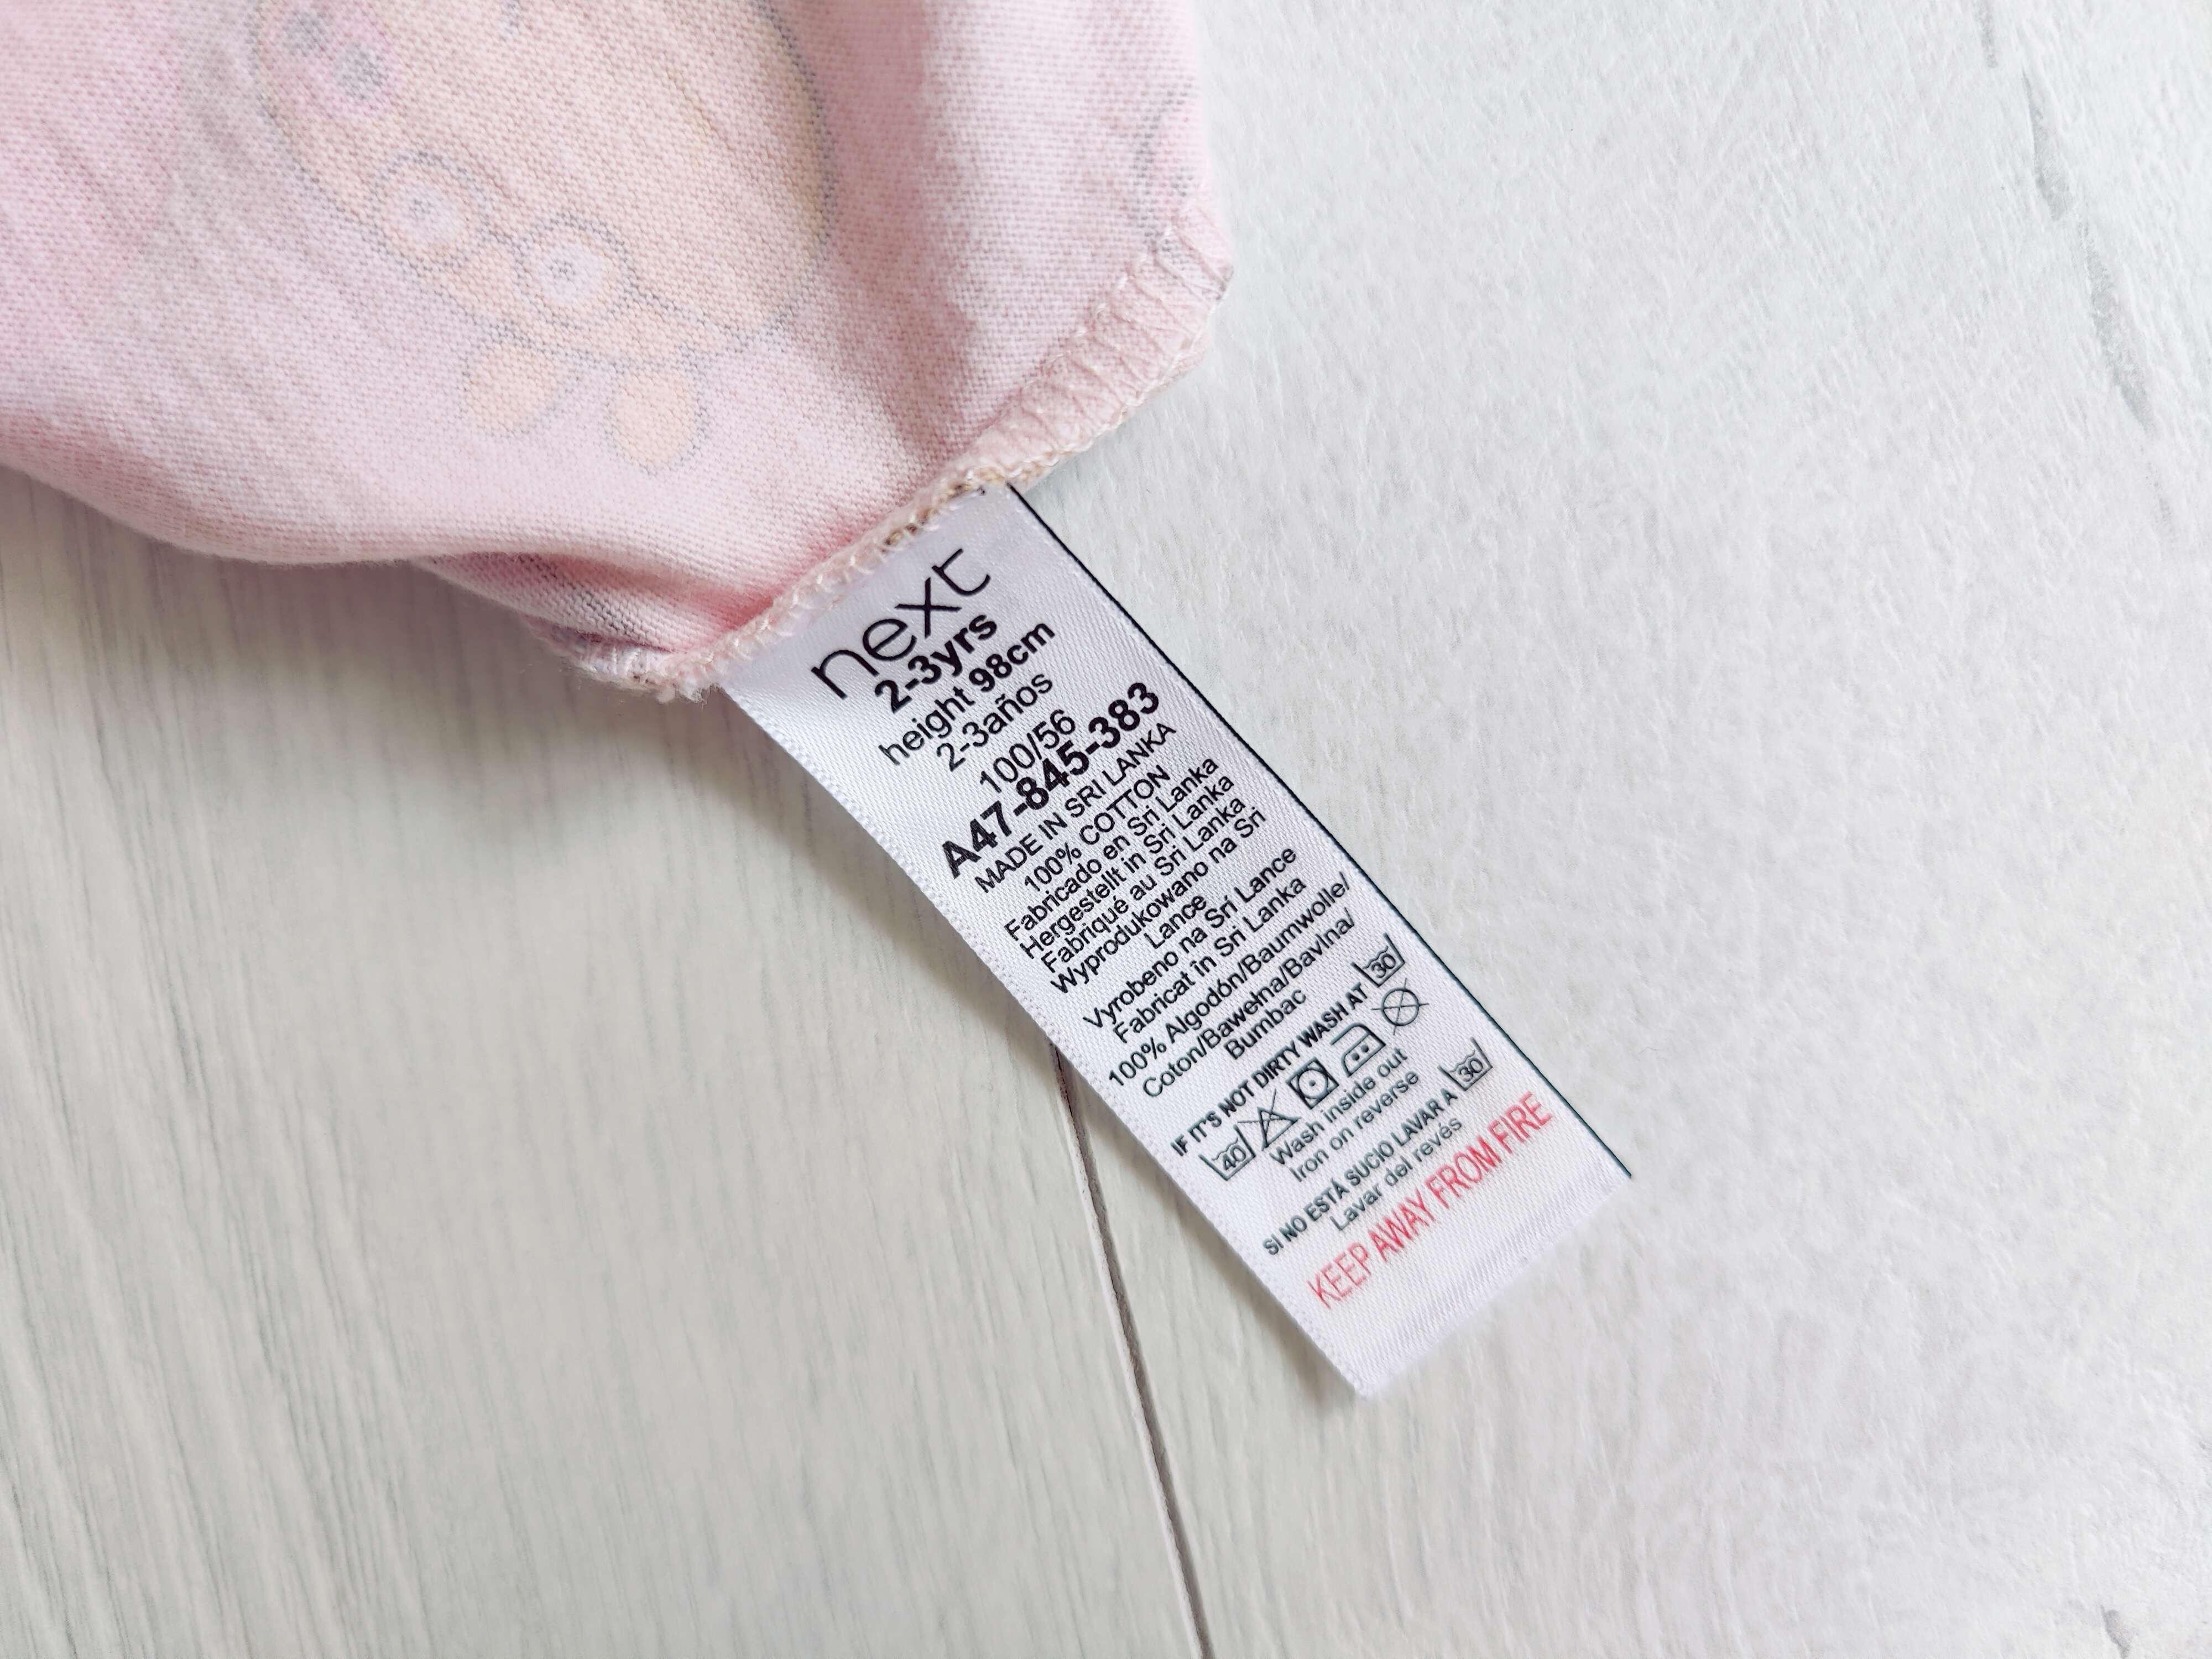 next
2-3yrs
height 98cm
2-3años
100/56
A47-845-383
MADE IN SRI LANKA
100% COTTON
Fabricado en Sri Lanka
Hergestellt in Sri Lanka
Fabriqué au Sri Lanka
Wyprodukowano na Sri
Lance
Vyrobeno na Srí Lance
Fabricat în Sri Lanka
100% Algodón/Baumwolle/
Coton/Bawełna/Bavlna/
Bumbac
IF IT'S NOT DIRTY WASH AT 30
40
Wash inside out
Iron on reverse
SI NO ESTÁ SUCIO LAVAR A 30
Lavar del revés
KEEP AWAY FROM FIRE